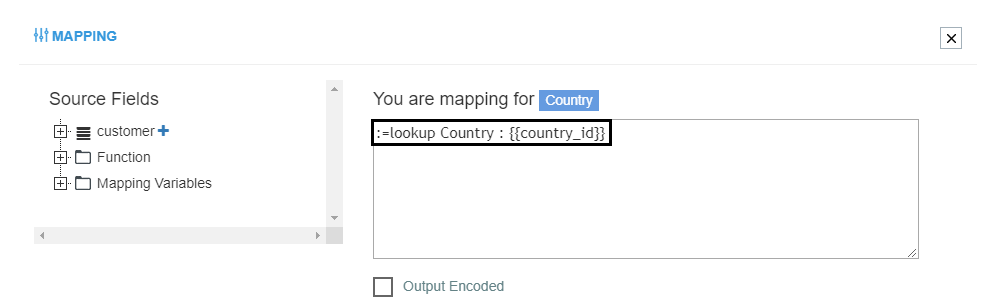 MAPPING
Source Fields
customer
Function
Mapping Variables
You are mapping for Country
:=lookup Country : {{country_id}}
Output Encoded